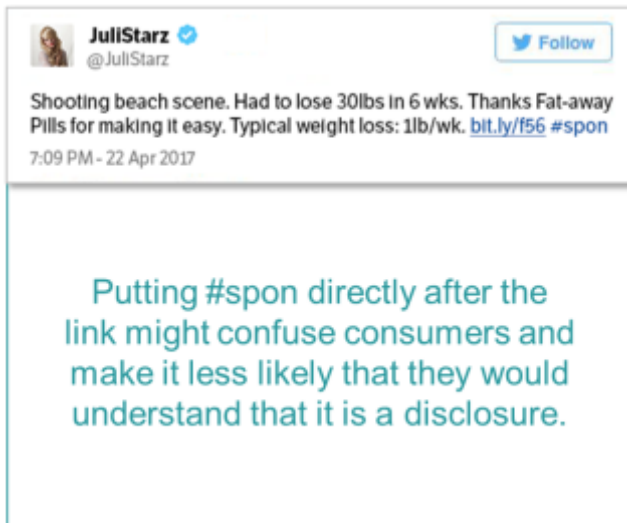 JuliStarz
@JuliStarz
Follow
Shooting beach scene. Had to lose 30lbs in 6 wks. Thanks Fat-away
Pills for making it easy. Typical weight loss: 1lb/wk. bit.ly/f56 #spon
7:09 PM - 22 Apr 2017
Putting #spon directly after the
link might confuse consumers and
make it less likely that they would
understand that it is a disclosure.